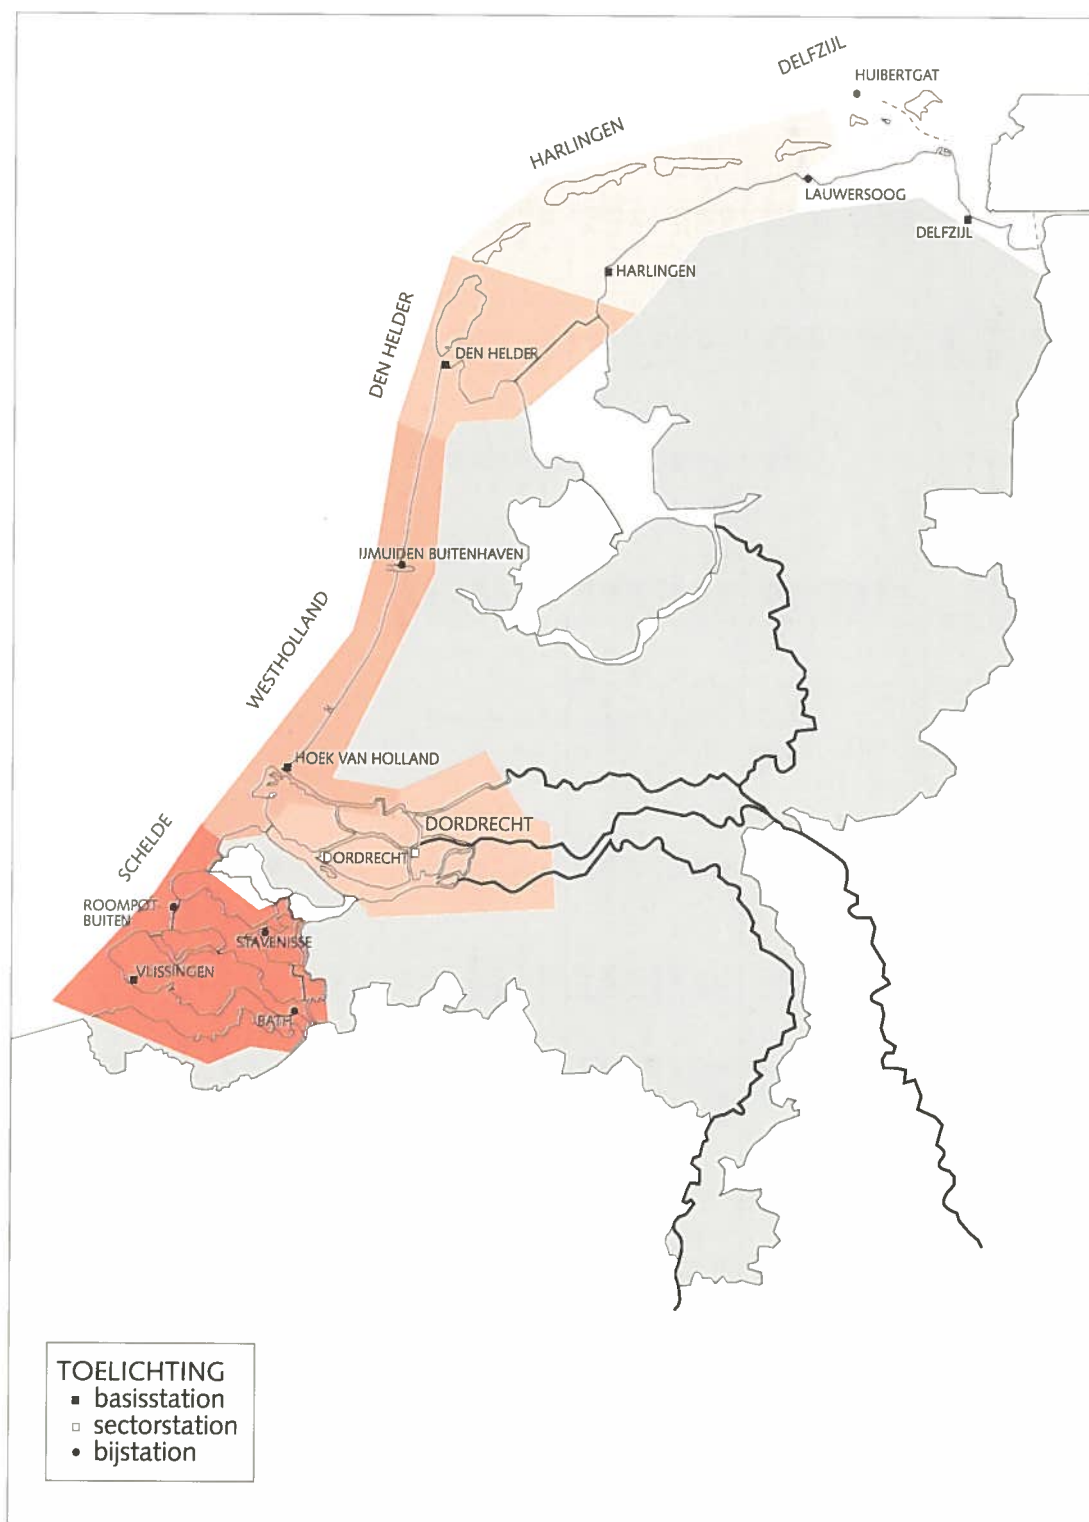 DELFZIJL
HUIBERTGAT
HARLINGEN
LAUWERSOOG
DELFZIJL
HARLINGEN
DEN HELDER
DEN HELDER
IJMUIDEN BUITENHAVEN
WESTHOLLAND
HOEK VAN HOLLAND
DORDRECHT
SCHELDE
DORDRECHT
ROOMPOT
BUITEN
STAVENISSE
VLISSINGEN
BATH
TOELICHTING
basisstation
sectorstation
bijstation